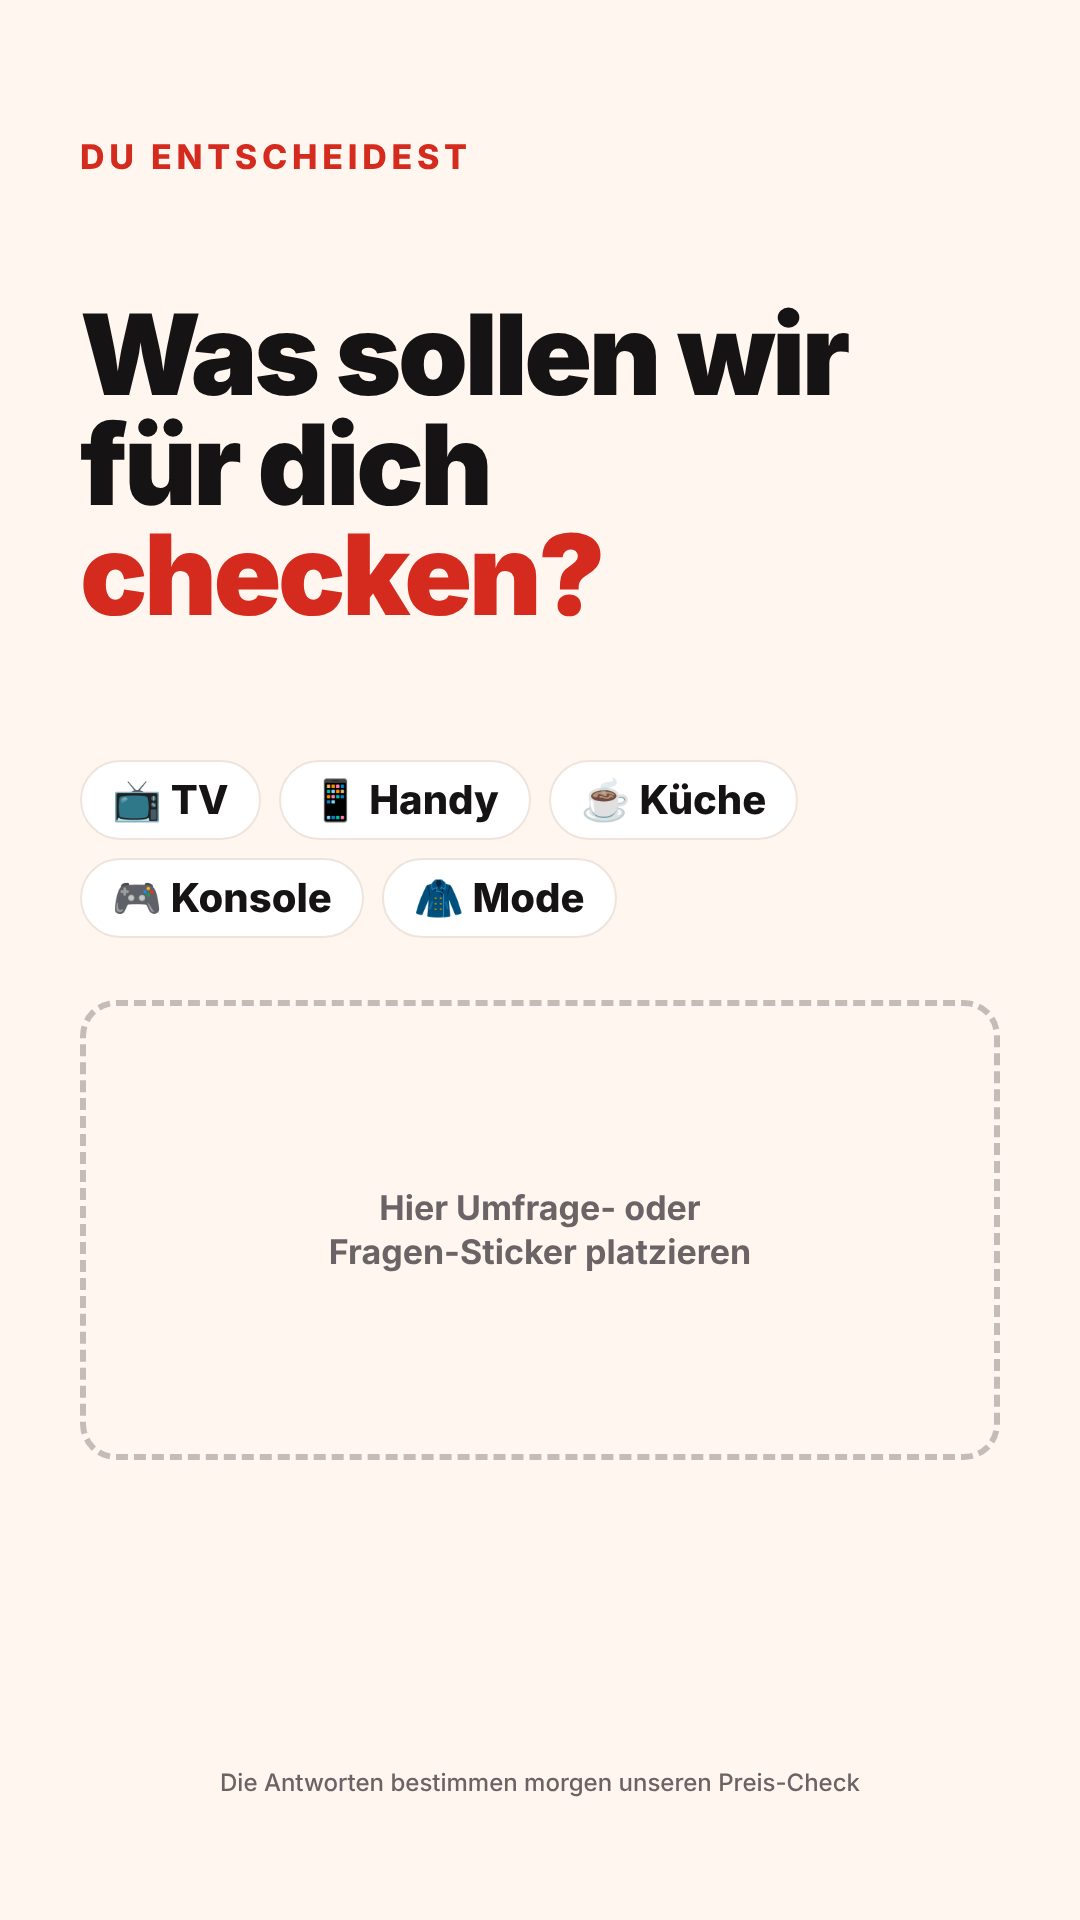 DU ENTSCHEIDEST
Was sollen wir
für dich
checken?
TV Handy Küche
Konsole Mode
Hier Umfrage- oder
Fragen-Sticker platzieren
Die Antworten bestimmen morgen unseren Preis-Check